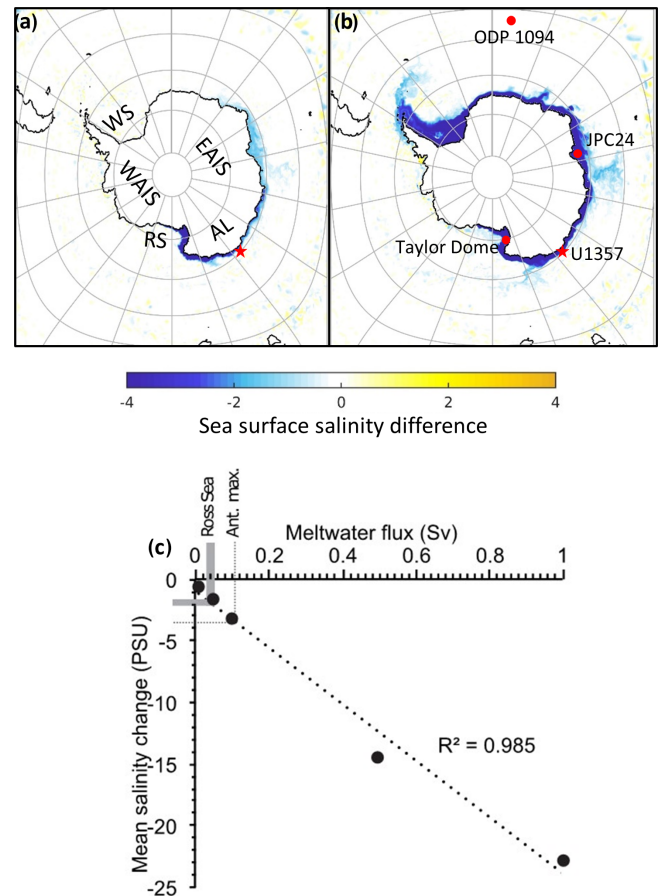 (a)
WS
EAIS
WAIS
RS
AL
(b)
ODP 1094
JPC24
Taylor Dome
U1357
-4 -2 0 2 4
Sea surface salinity difference
Ross Sea
Ant. max.
(c)
Meltwater flux (Sv)
0 0.2 0.4 0.6 0.8 1
Mean salinity change (PSU)
0
-5
-10
-15
-20
-25
R² = 0.985